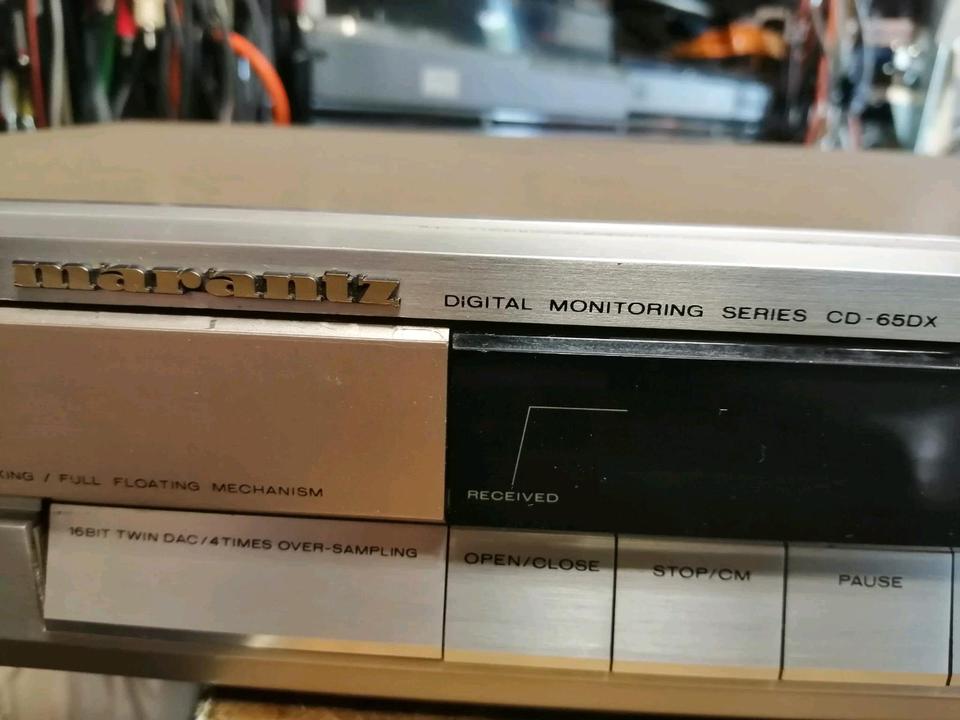 marantz
DIGITAL MONITORING SERIES CD-65DX
/ FULL FLOATING MECHANISM
RECEIVED
16BIT TWIN DAC/4TIMES OVER-SAMPLING
OPEN/CLOSE
STOP/CM
PAUSE